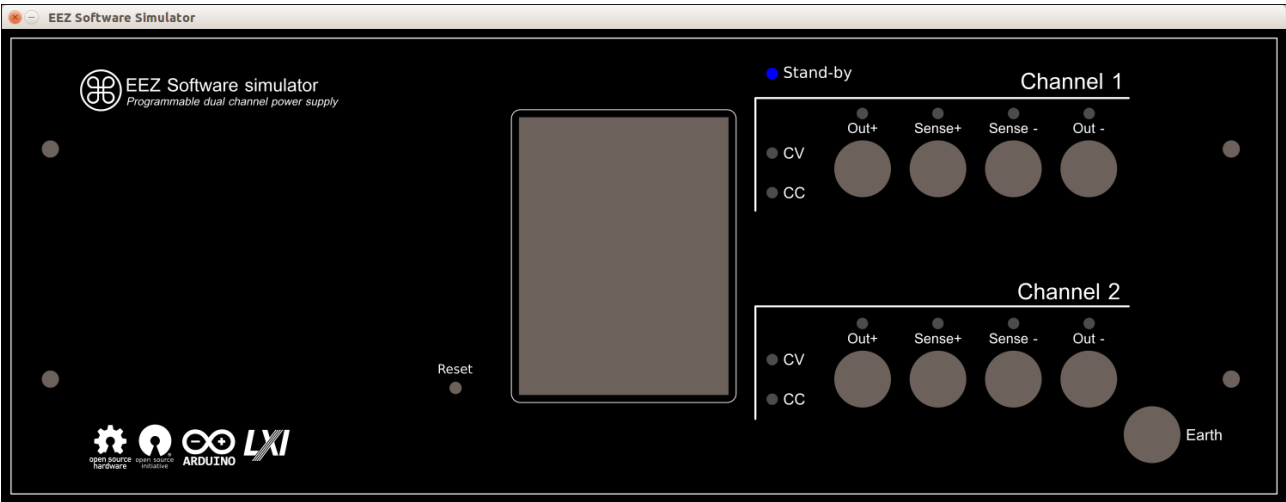 EEZ Software Simulator
EEZ Software simulator
Programmable dual channel power supply
Stand-by
Channel 1
Out+ Sense+ Sense - Out -
CV
CC
Channel 2
Out+ Sense+ Sense - Out -
CV
CC
Reset
Earth
open source
hardware
open source
initiative
ARDUINO
LXI